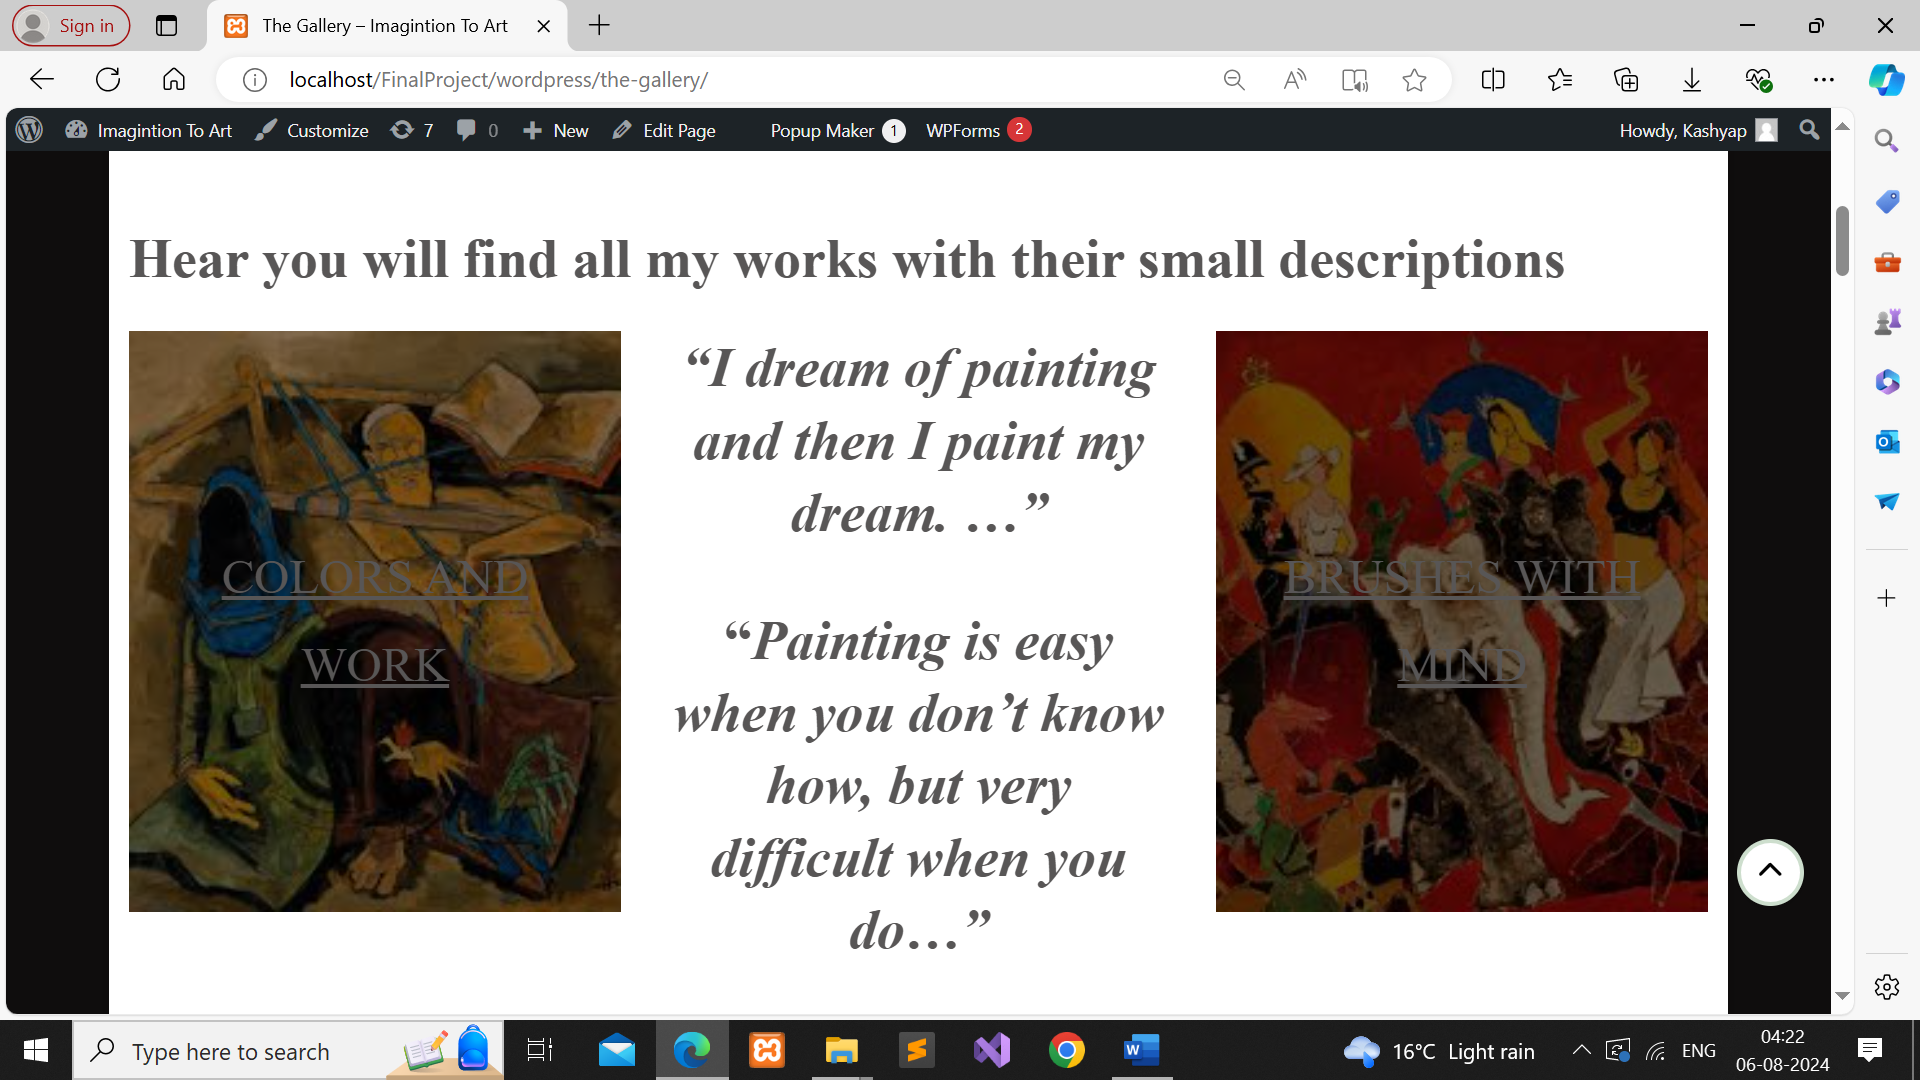 Sign in
The Gallery – Imagintion To Art
localhost/FinalProject/wordpress/the-gallery/
Imagintion To Art Customize 7 0 New Edit Page Popup Maker 1 WPForms 2 Howdy, Kashyap
Hear you will find all my works with their small descriptions
“I dream of painting
and then I paint my
dream. …”
“Painting is easy
when you don’t know
how, but very
difficult when you
do…”
COLORS AND
WORK
BRUSHES WITH
MIND
Type here to search
16°C Light rain
ENG
04:22
06-08-2024